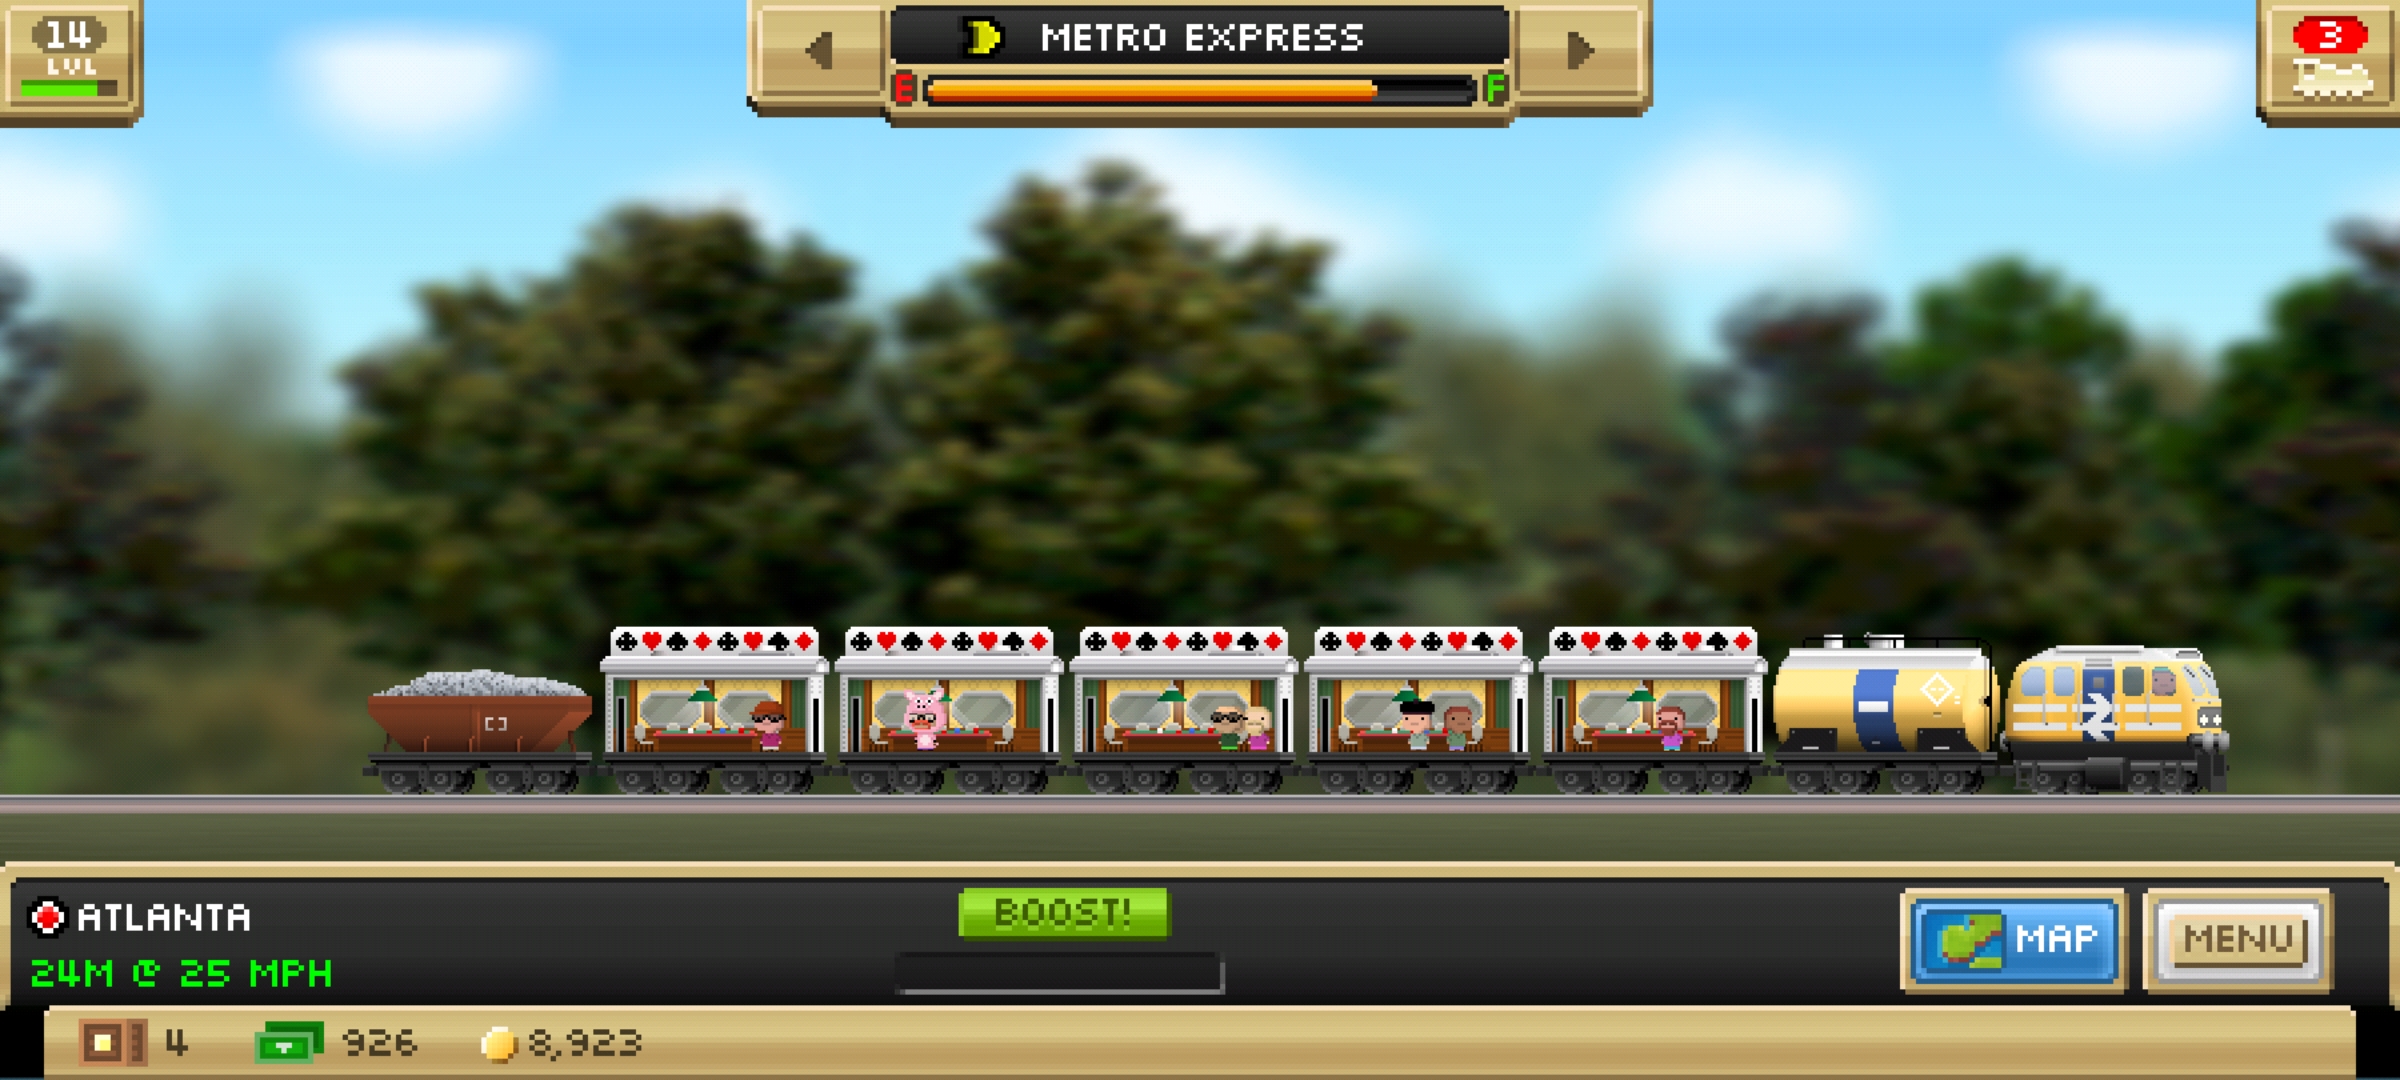 14
LVL
METRO EXPRESS
E F
3
ATLANTA
24M @ 25 MPH
BOOST!
MAP
MENU
4 926 8,923